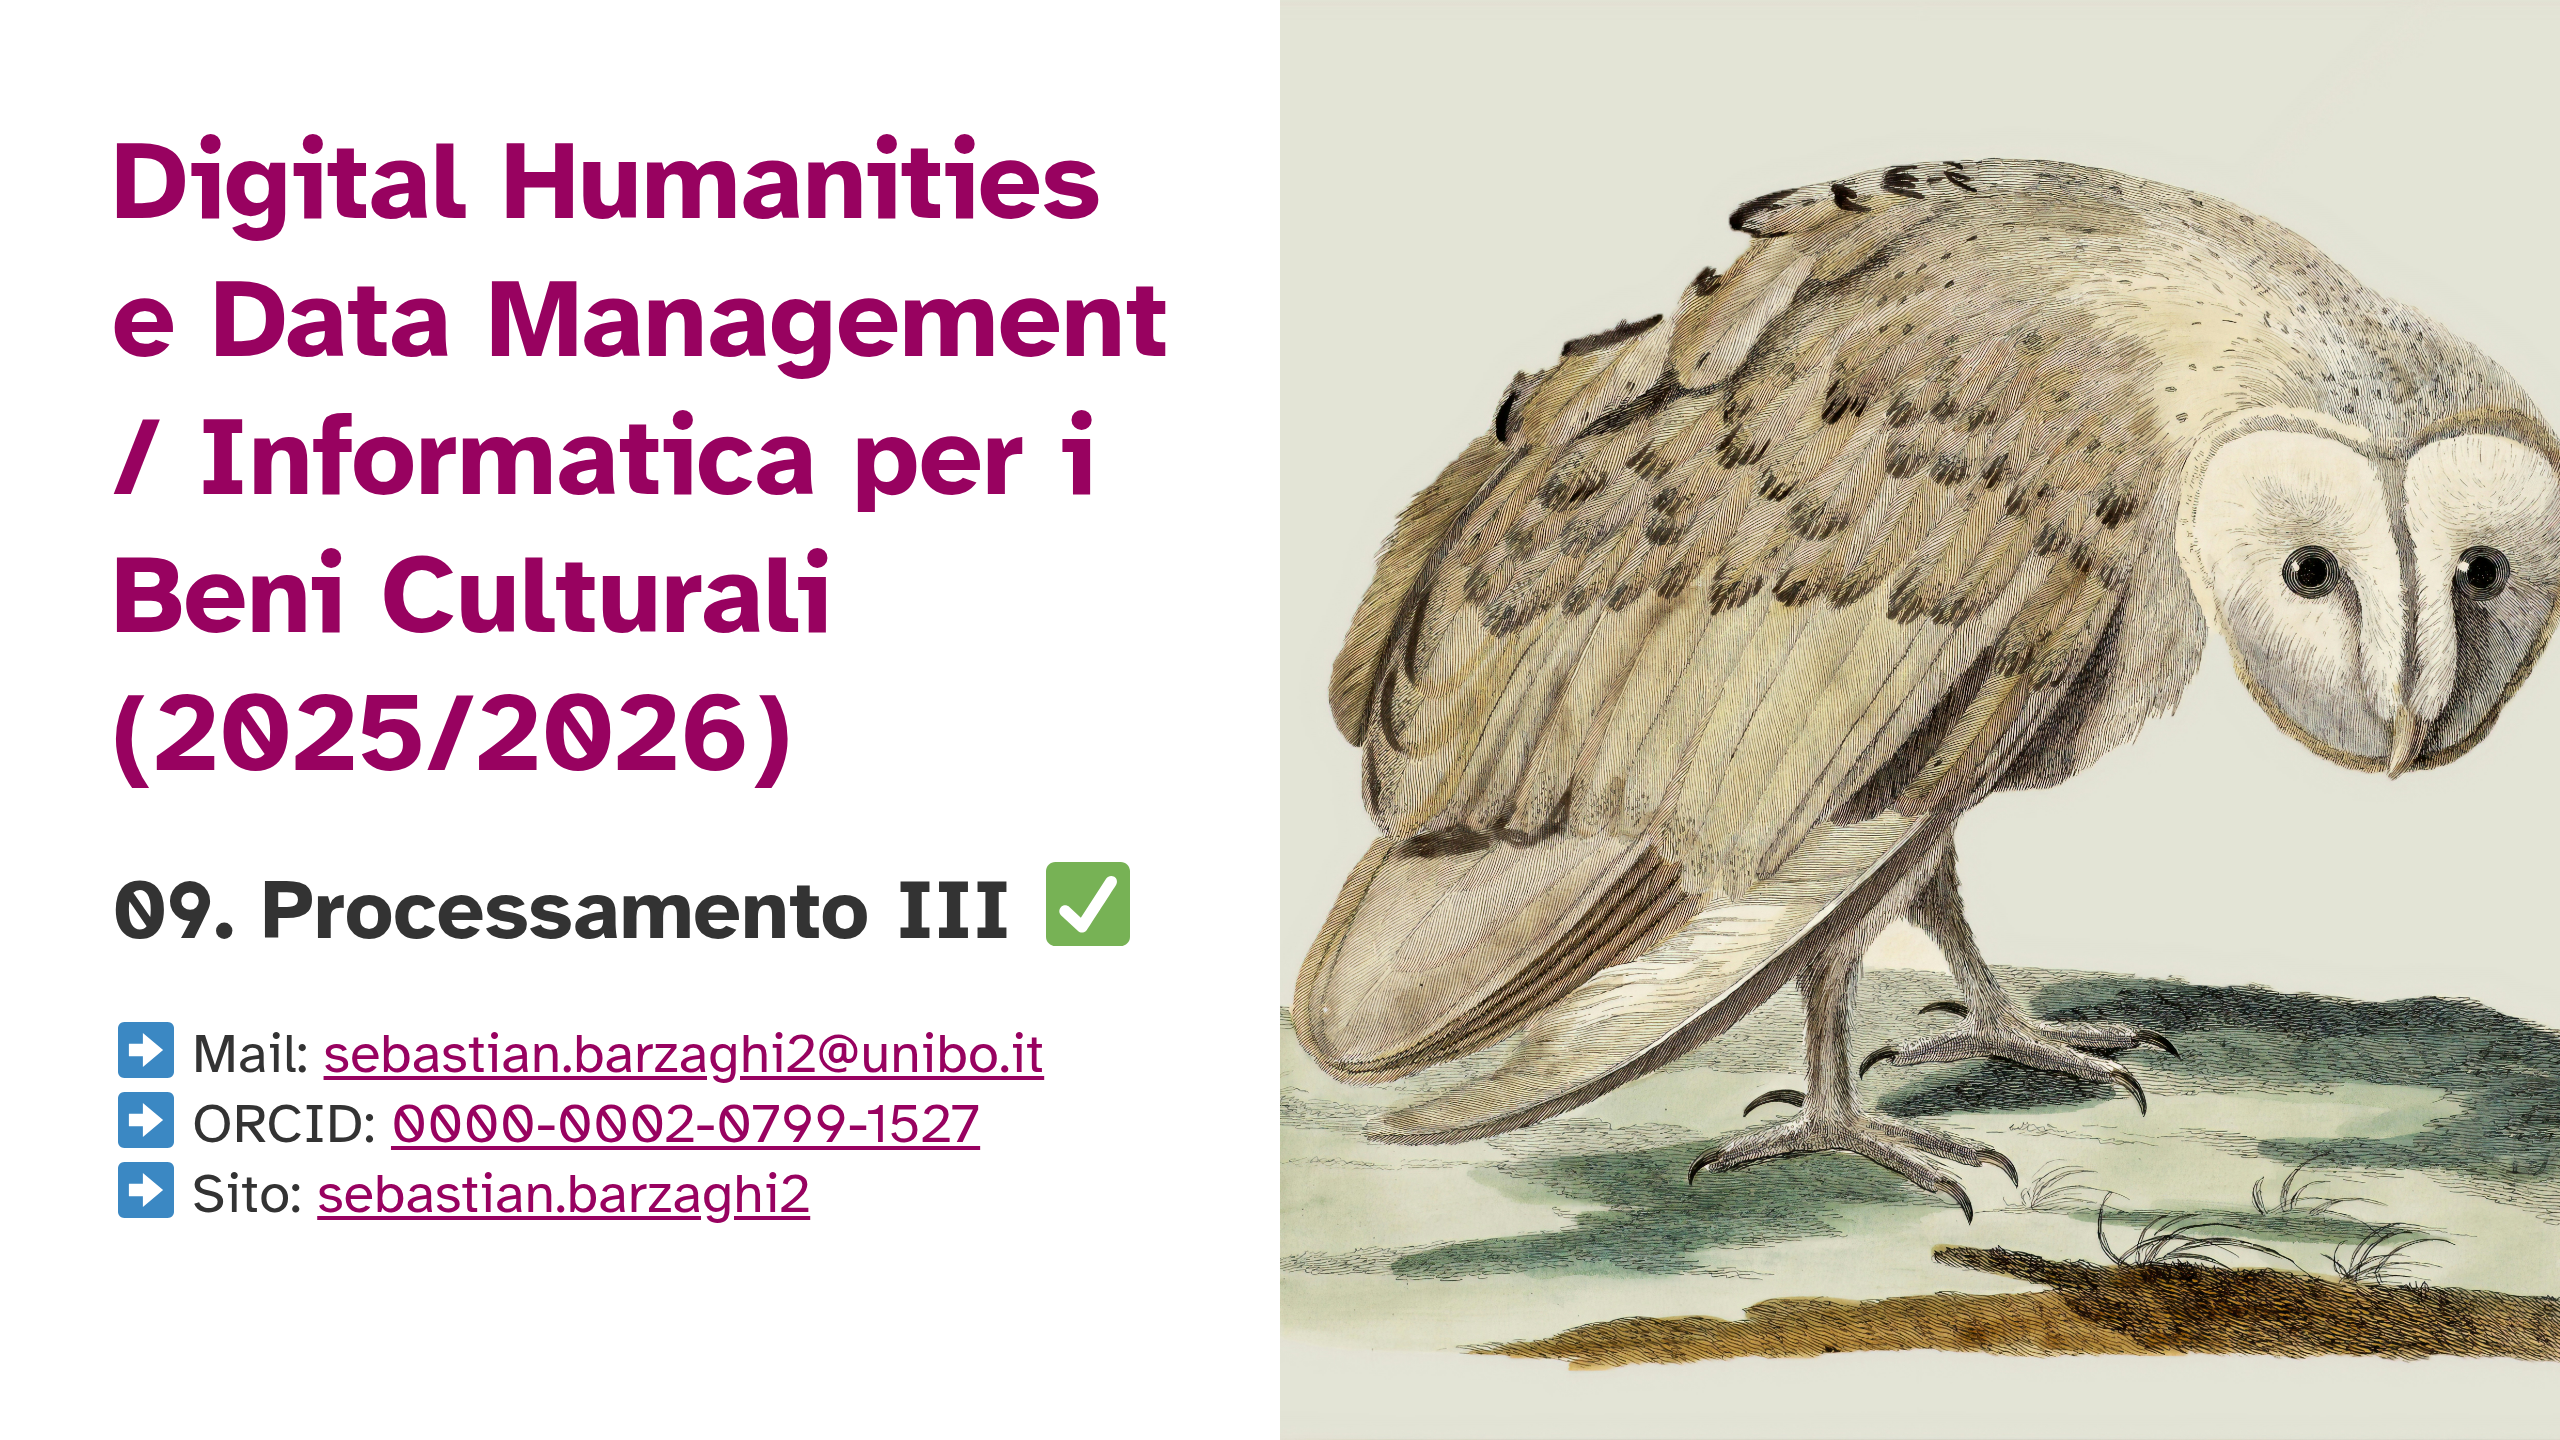 Digital Humanities
e Data Management
/ Informatica per i
Beni Culturali
(2025/2026)
09. Processamento III ✅
➡️ Mail: sebastian.barzaghi2@unibo.it
➡️ ORCID: 0000-0002-0799-1527
➡️ Sito: sebastian.barzaghi2